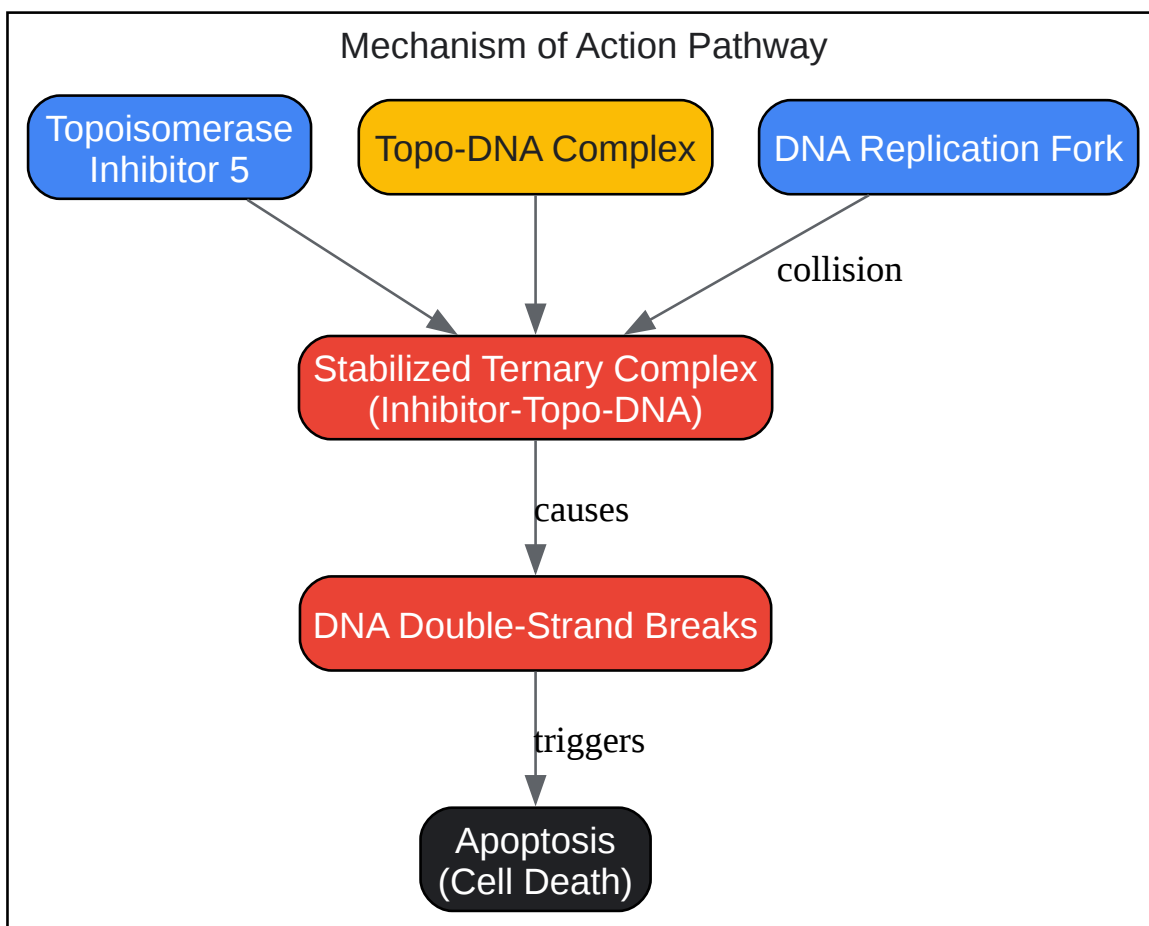 Mechanism of Action Pathway
Topoisomerase
Inhibitor 5
Topo-DNA Complex
DNA Replication Fork
collision
Stabilized Ternary Complex
(Inhibitor-Topo-DNA)
causes
DNA Double-Strand Breaks
triggers
Apoptosis
(Cell Death)